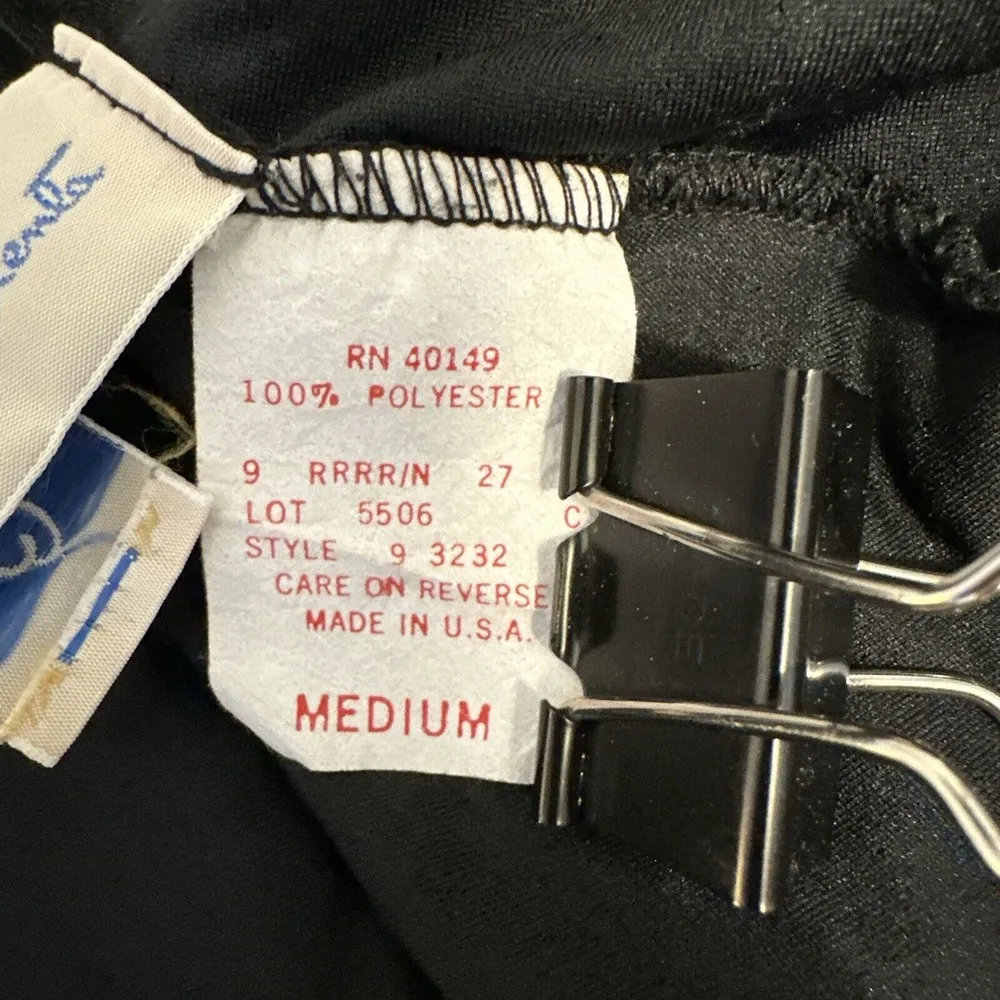 RN 40149
100% POLYESTER
9 RRRR/N 27
LOT 5506 C
STYLE 9 3232
CARE ON REVERSE
MADE IN U.S.A.
MEDIUM